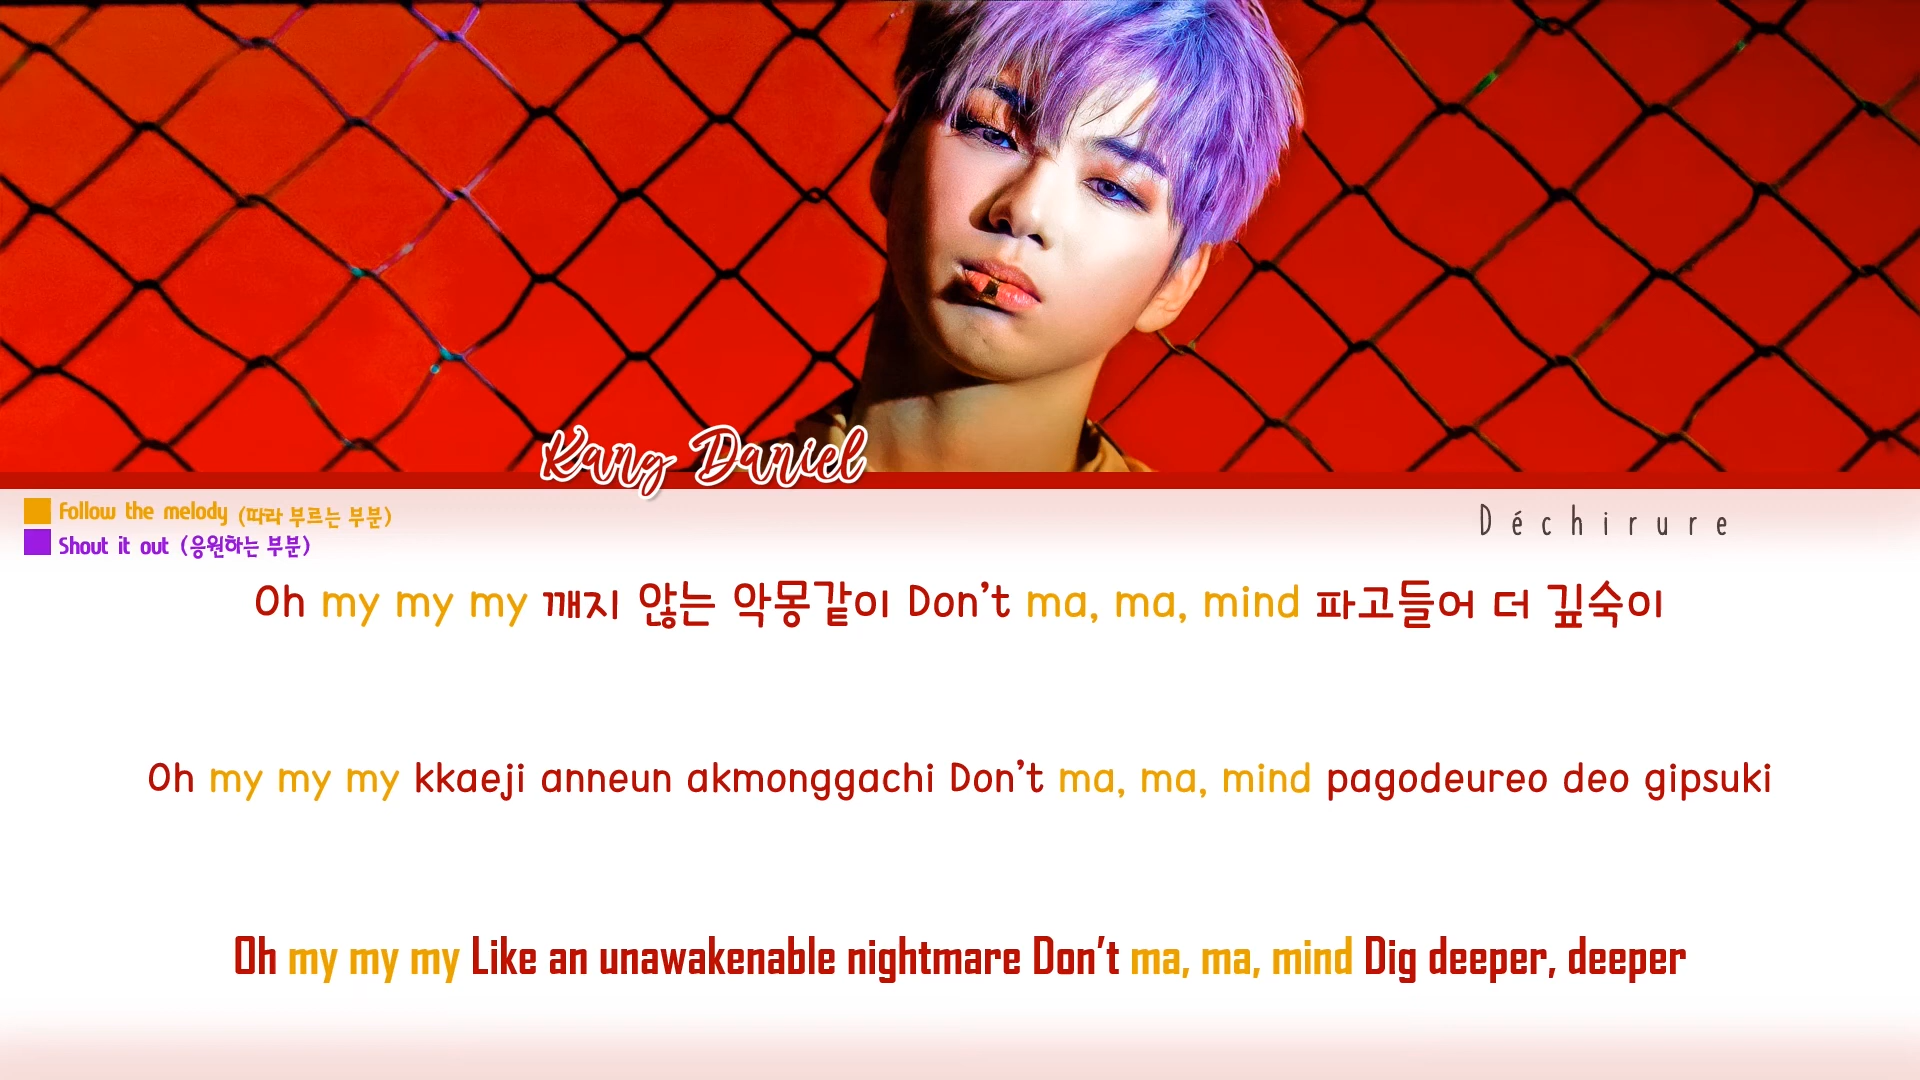 Kang Daniel
Follow the melody (따라 부르는 부분)
Shout it out (응원하는 부분)
Déchirure
Oh my my my 깨지 않는 악몽같이 Don't ma, ma, mind 파고들어 더 깊숙이
Oh my my my kkaeji anneun akmonggachi Don't ma, ma, mind pagodeureo deo gipsuki
Oh my my my Like an unawakenable nightmare Don't ma, ma, mind Dig deeper, deeper